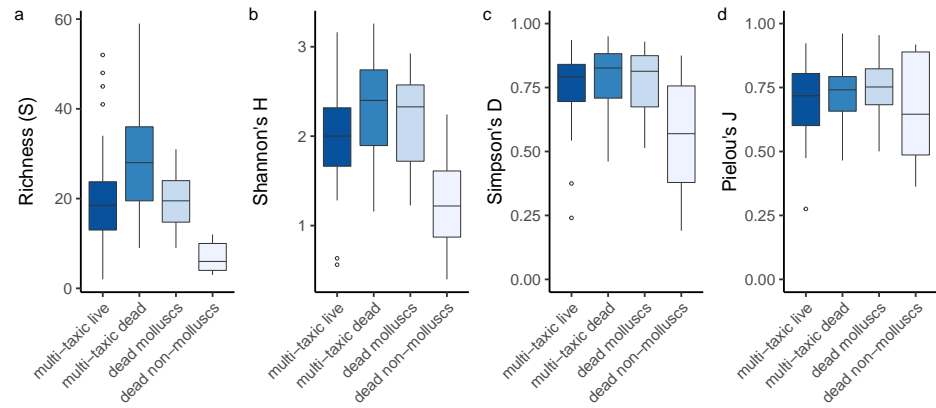 a
Richness (S)
60
40
20
0
multi−taxic live
multi−taxic dead
dead molluscs
dead non−molluscs
b
Shannon's H
3
2
1
multi−taxic live
multi−taxic dead
dead molluscs
dead non−molluscs
c
Simpson's D
1.00
0.75
0.50
0.25
0.00
multi−taxic live
multi−taxic dead
dead molluscs
dead non−molluscs
d
Pielou's J
1.00
0.75
0.50
0.25
0.00
multi−taxic live
multi−taxic dead
dead molluscs
dead non−molluscs